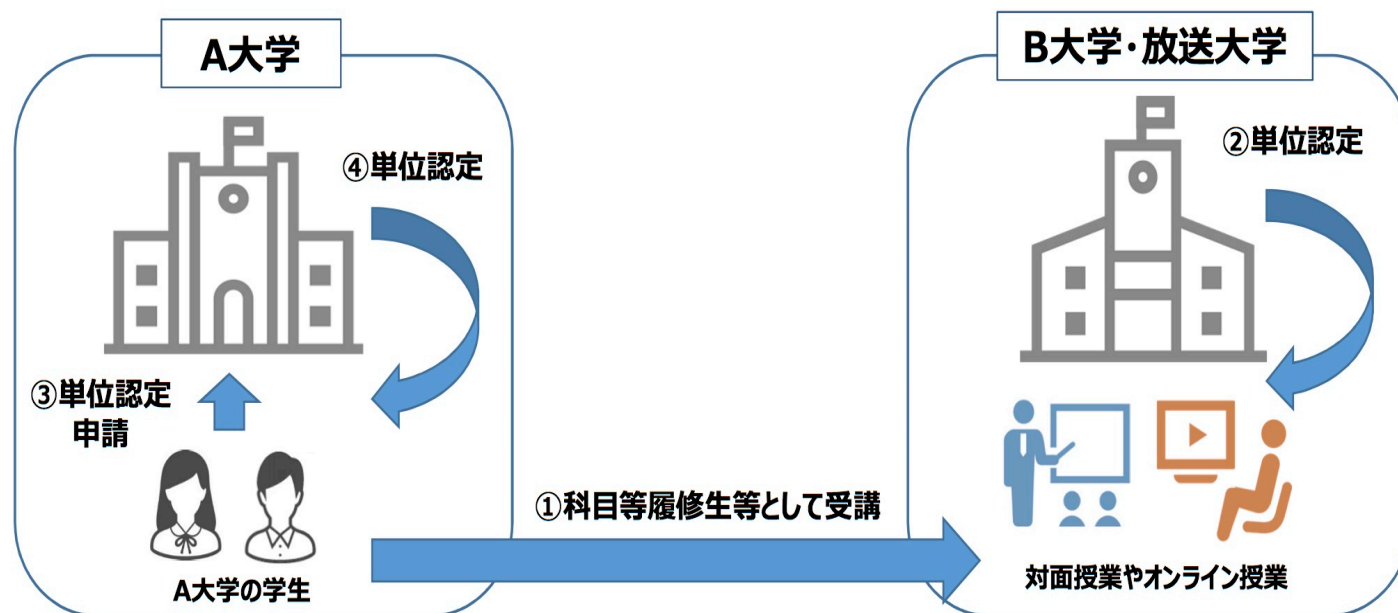 A大学
B大学・放送大学
④単位認定
②単位認定
③単位認定
申請
①科目等履修生等として受講
A大学の学生
対面授業やオンライン授業